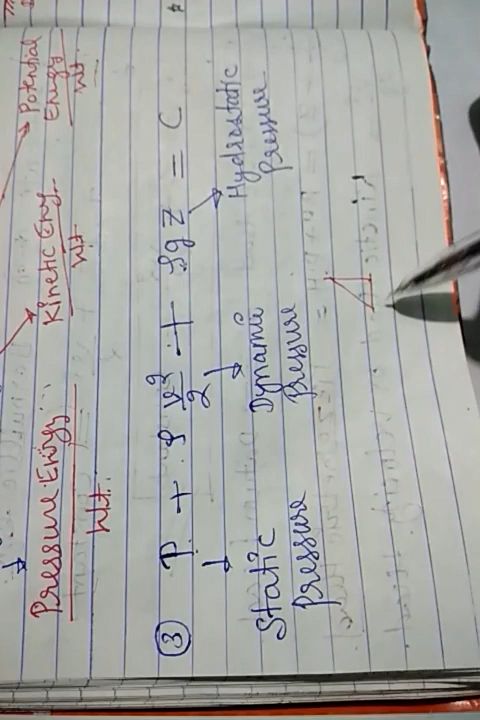 Pressure Energy Kinetic Energy Potential Energy
Wt. Wt. Wt.
③ P + ρ v²/2 + ρgZ = C
Static Dynamic Hydrostatic
Pressure Pressure Pressure